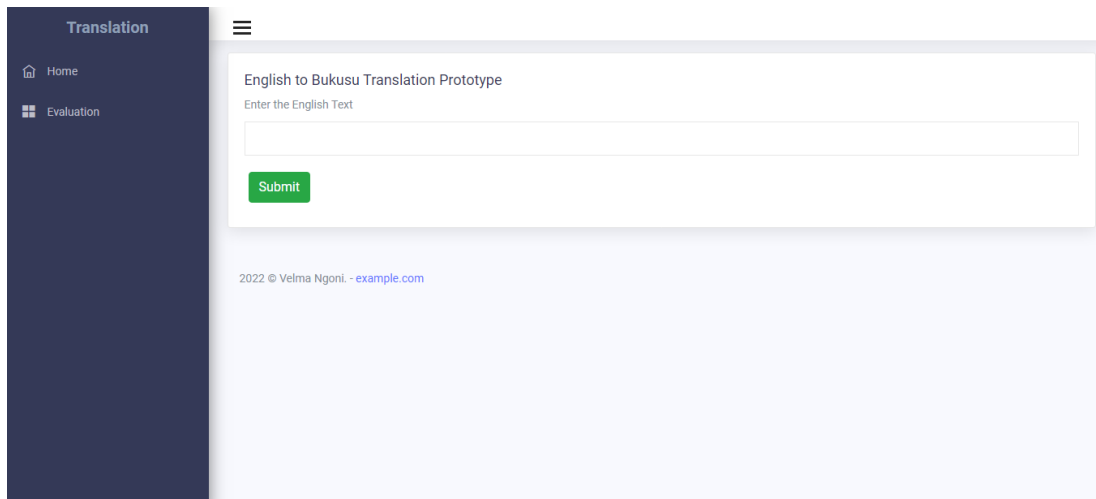 Translation
Home
Evaluation
English to Bukusu Translation Prototype
Enter the English Text
Submit
2022 © Velma Ngoni. - example.com